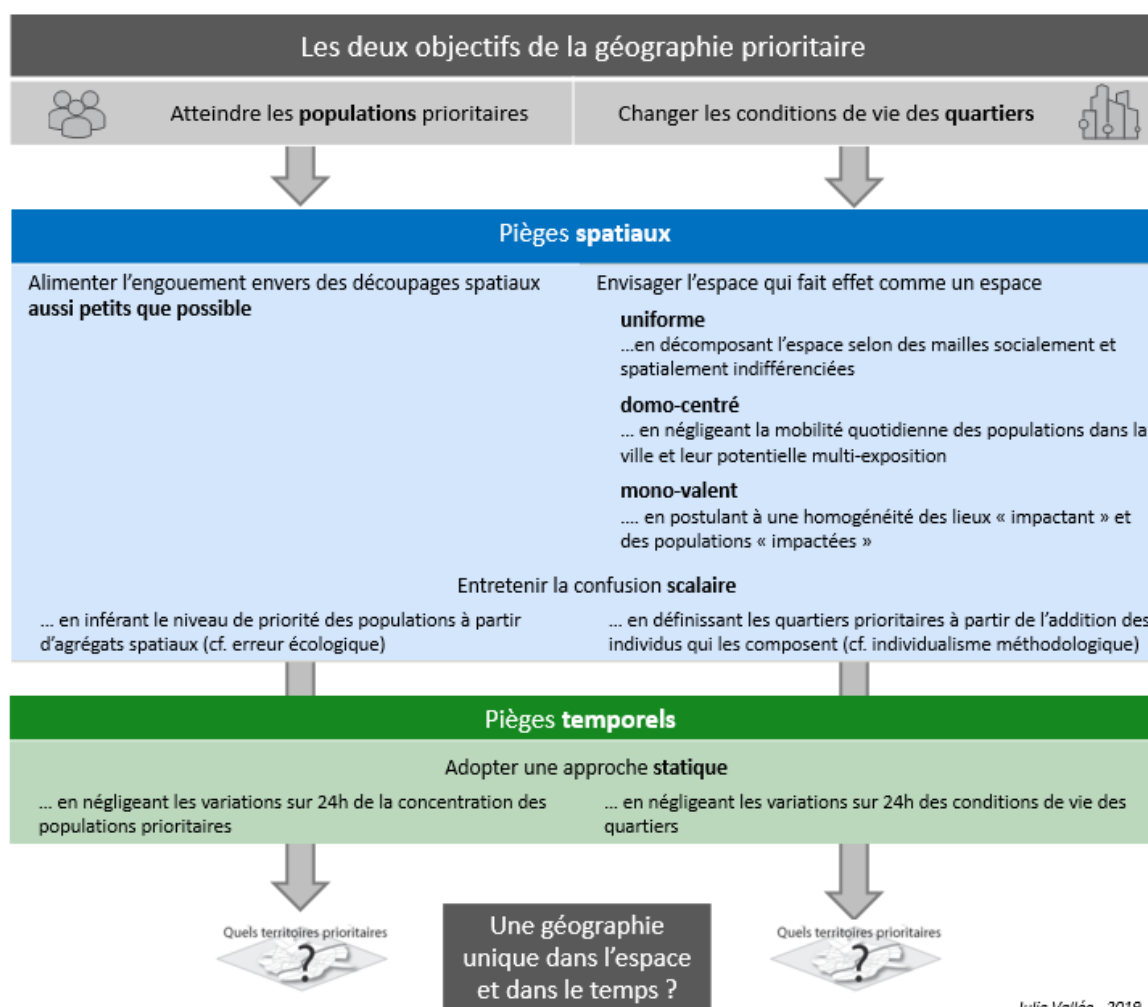 Les deux objectifs de la géographie prioritaire
Atteindre les populations prioritaires
Changer les conditions de vie des quartiers
Pièges spatiaux
Alimenter l'engouement envers des découpages spatiaux
aussi petits que possible
Envisager l'espace qui fait effet comme un espace
uniforme
...en décomposant l'espace selon des mailles socialement et
spatialement indifférenciées
domo-centré
... en négligeant la mobilité quotidienne des populations dans la
ville et leur potentielle multi-exposition
mono-valent
.... en postulant à une homogénéité des lieux « impactant » et
des populations « impactées »
Entretenir la confusion scalaire
... en inférant le niveau de priorité des populations à partir
d'agrégats spatiaux (cf. erreur écologique)
... en définissant les quartiers prioritaires à partir de l'addition des
individus qui les composent (cf. individualisme méthodologique)
Pièges temporels
Adopter une approche statique
... en négligeant les variations sur 24h de la concentration des
populations prioritaires
... en négligeant les variations sur 24h des conditions de vie des
quartiers
Quels territoires prioritaires
?
Une géographie
unique dans l'espace
et dans le temps ?
Quels territoires prioritaires
?
Julie Vallée, 2019